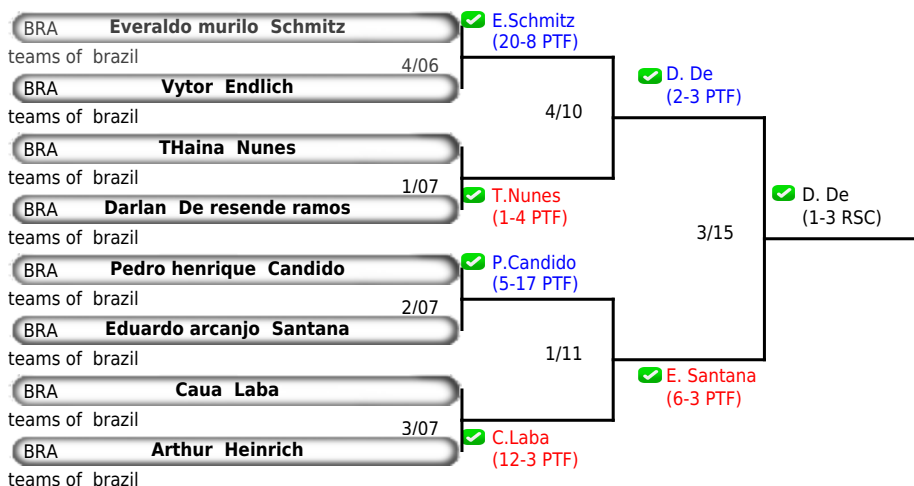 BRA Everaldo murilo Schmitz
teams of brazil
4/06
BRA Vytor Endlich
teams of brazil
BRA THaina Nunes
teams of brazil
1/07
BRA Darlan De resende ramos
teams of brazil
BRA Pedro henrique Candido
teams of brazil
2/07
BRA Eduardo arcanjo Santana
teams of brazil
BRA Caua Laba
teams of brazil
3/07
BRA Arthur Heinrich
teams of brazil
E.Schmitz
(20-8 PTF)
4/10
T.Nunes
(1-4 PTF)
P.Candido
(5-17 PTF)
1/11
C.Laba
(12-3 PTF)
D. De
(2-3 PTF)
3/15
E. Santana
(6-3 PTF)
D. De
(1-3 RSC)